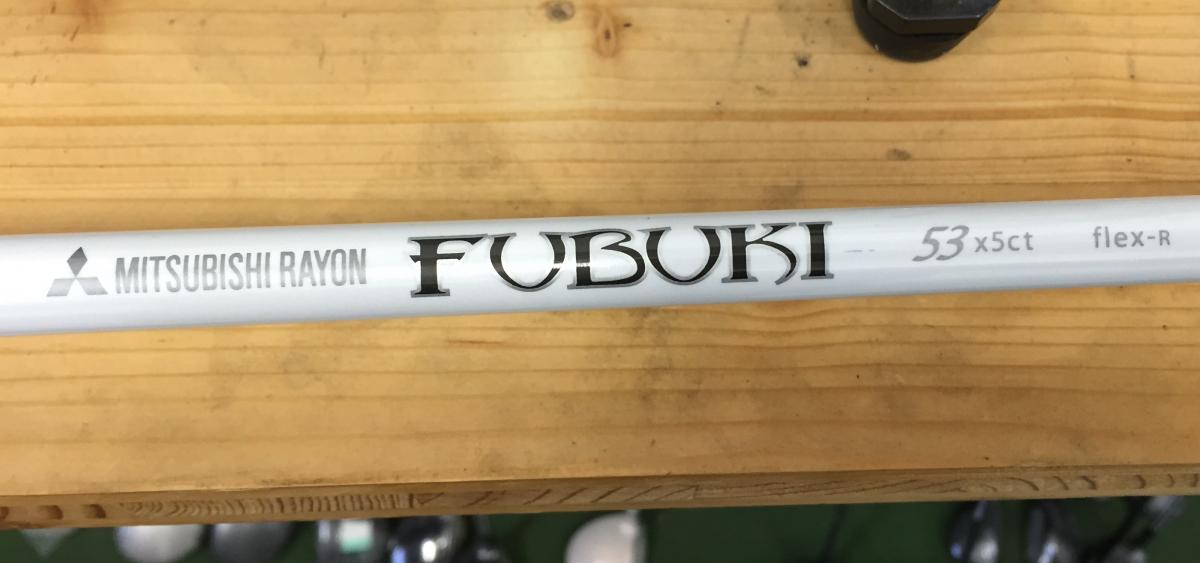 MITSUBISHI RAYON FUBUKI 53 x5ct flex-R